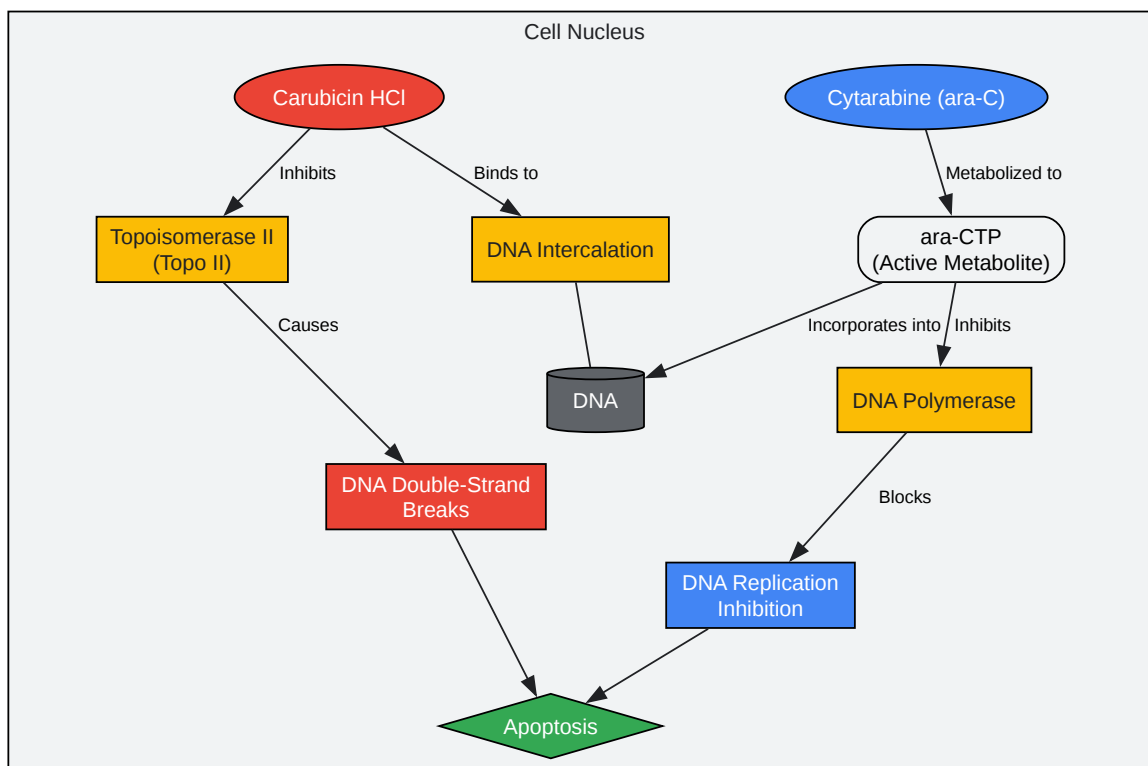 Cell Nucleus
Carubicin HCl
Cytarabine (ara-C)
Inhibits
Binds to
Metabolized to
Topoisomerase II
(Topo II)
DNA Intercalation
ara-CTP
(Active Metabolite)
Causes
Incorporates into
Inhibits
DNA
DNA Polymerase
DNA Double-Strand
Breaks
Blocks
DNA Replication
Inhibition
Apoptosis